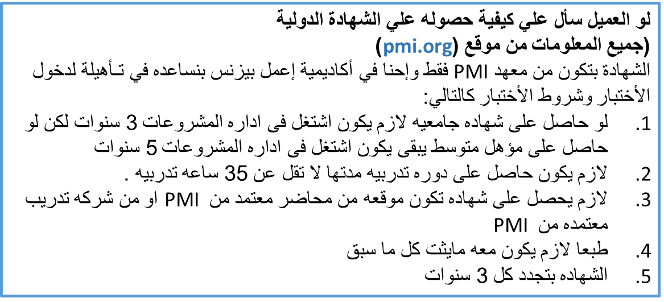 لو العميل سأل علي كيفية حصوله علي الشهادة الدولية
(جميع المعلومات من موقع (pmi.org)
الشهادة بتكون من معهد PMI فقط وإحنا في أكاديمية إعمل بيزنس بنساعده في تأهيلة لدخول
الأختبار وشروط الأختبار كالتالي:
1. لو حاصل على شهاده جامعيه لازم يكون اشتغل فى اداره المشروعات 3 سنوات لكن لو
حاصل على مؤهل متوسط يبقى يكون اشتغل فى اداره المشروعات 5 سنوات
2. لازم يكون حاصل على دوره تدربيه مدتها لا تقل عن 35 ساعه تدربيه .
3. لازم يحصل على شهاده تكون موقعه من محاضر معتمد من PMI او من شركه تدريب
معتمده من PMI
4. طبعا لازم يكون معه مايثت كل ما سبق
5. الشهاده بتجدد كل 3 سنوات